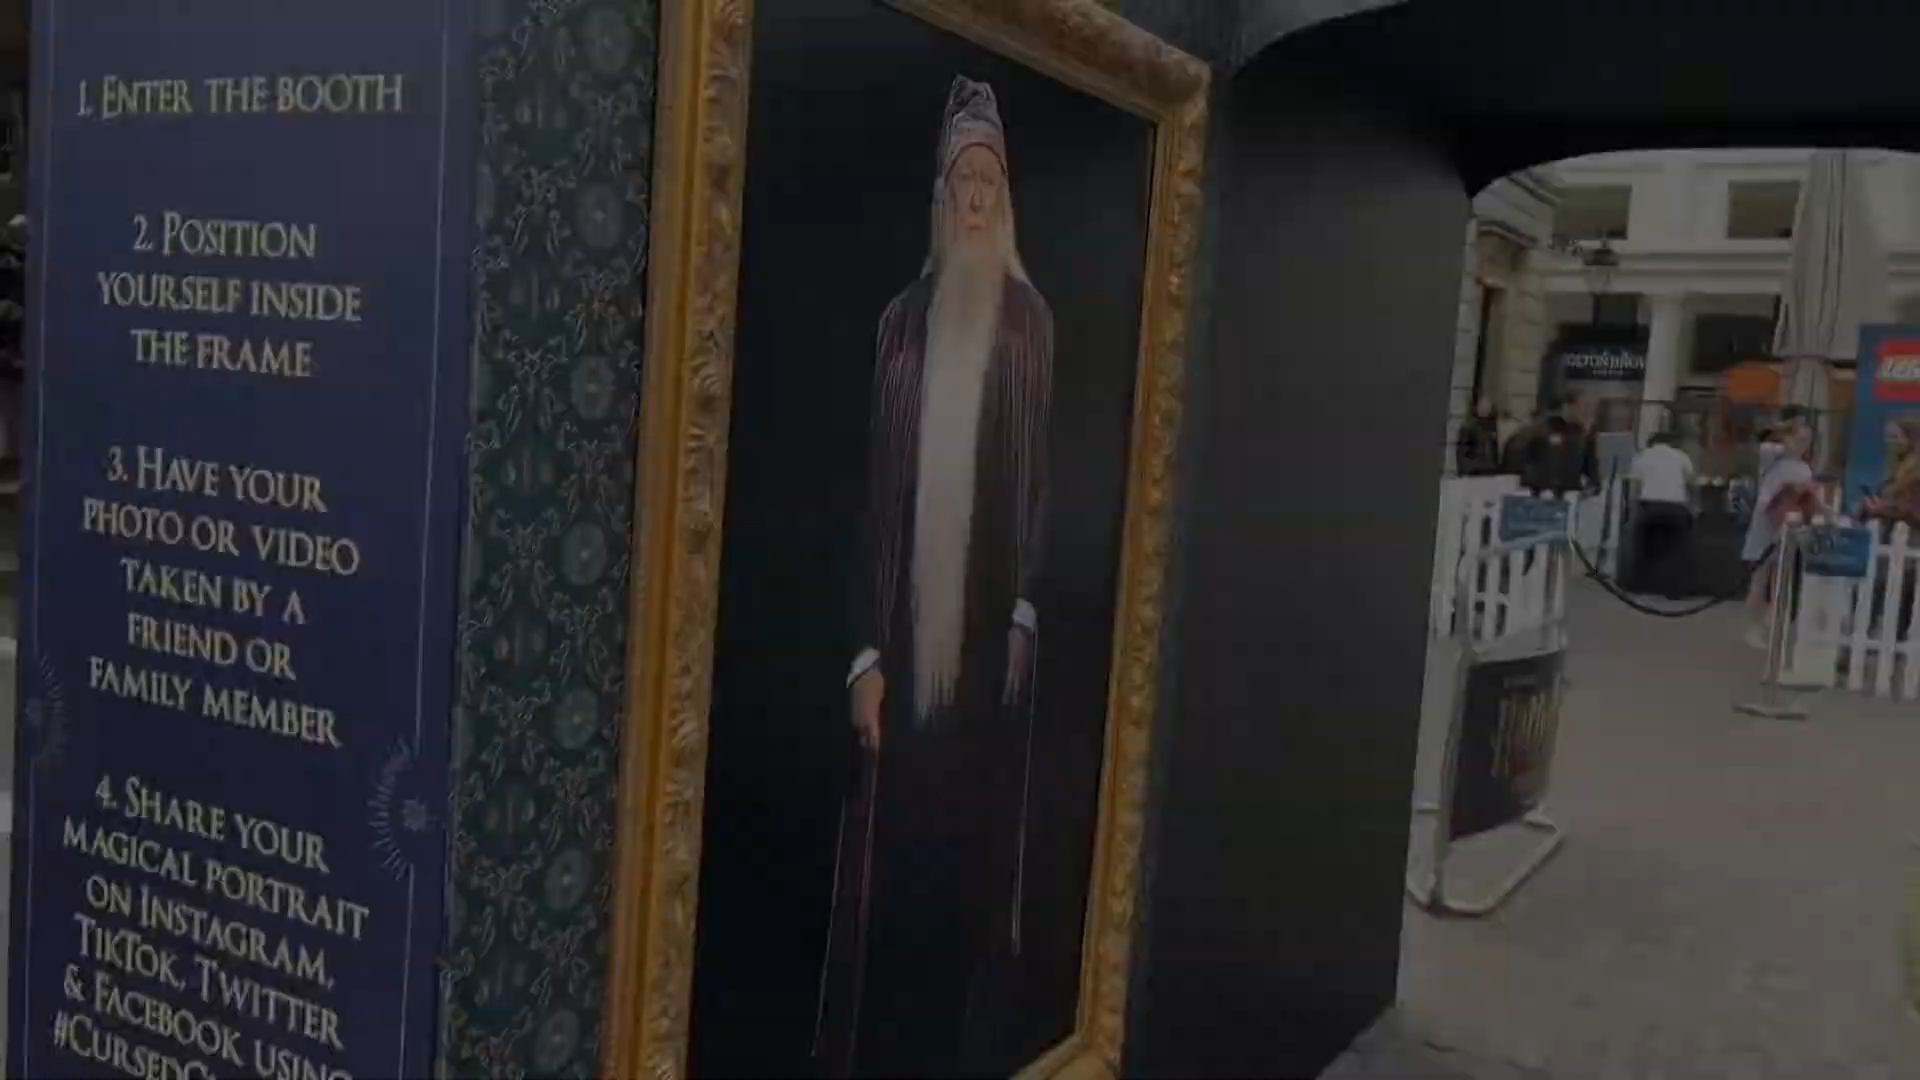 1. ENTER THE BOOTH
2. POSITION
YOURSELF INSIDE
THE FRAME
3. HAVE YOUR
PHOTO OR VIDEO
TAKEN BY A
FRIEND OR
FAMILY MEMBER
4. SHARE YOUR
MAGICAL PORTRAIT
ON INSTAGRAM,
TIKTOK, TWITTER
& FACEBOOK USING